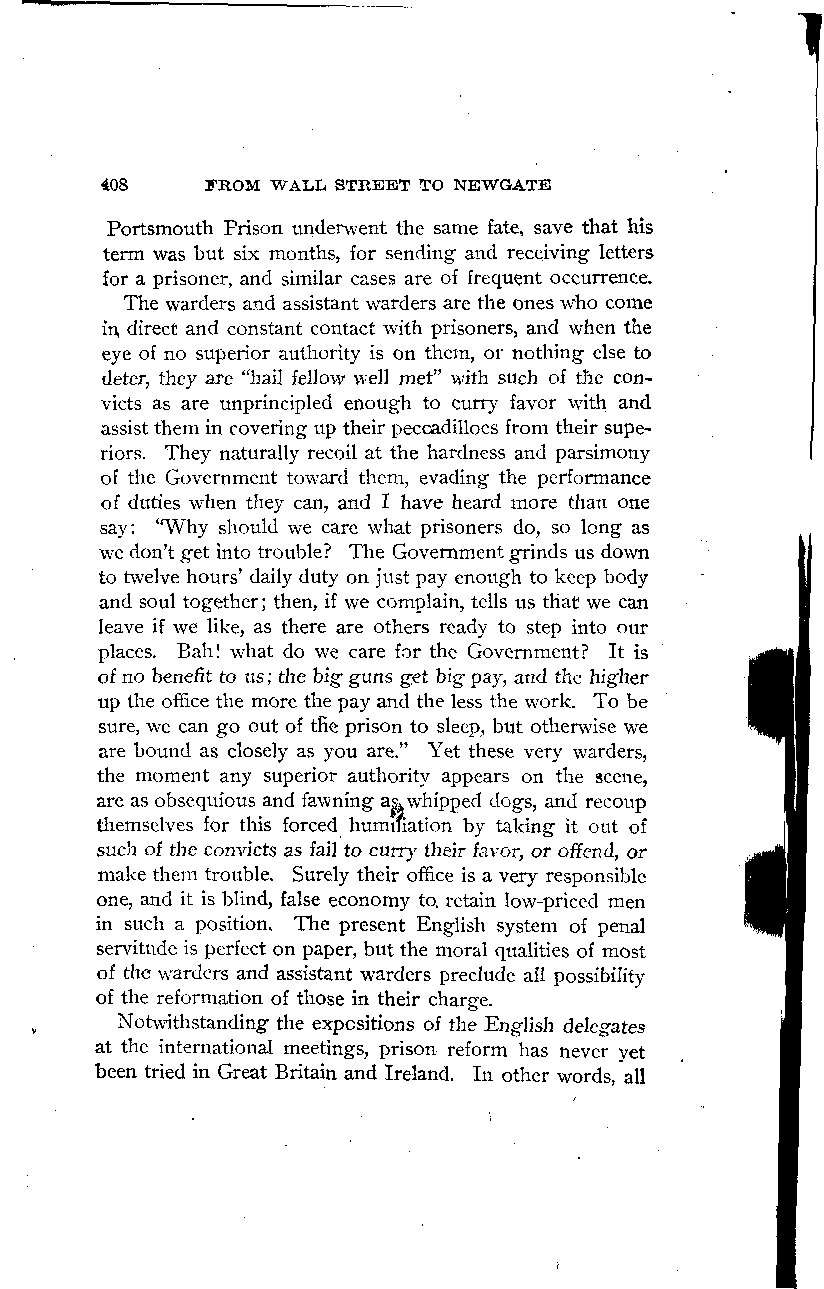 408 FROM WALL STREET TO NEWGATE
Portsmouth Prison underwent the same fate, save that his
term was but six months, for sending and receiving letters
for a prisoner, and similar cases are of frequent occurrence.
The warders and assistant warders are the ones who come
in direct and constant contact with prisoners, and when the
eye of no superior authority is on them, or nothing else to
deter, they are "hail fellow well met" with such of the con-
victs as are unprincipled enough to curry favor with and
assist them in covering up their peccadilloes from their supe-
riors. They naturally recoil at the hardness and parsimony
of the Government toward them, evading the performance
of duties when they can, and I have heard more than one
say: "Why should we care what prisoners do, so long as
we don't get into trouble? The Government grinds us down
to twelve hours' daily duty on just pay enough to keep body
and soul together; then, if we complain, tells us that we can
leave if we like, as there are others ready to step into our
places. Bah! what do we care for the Government? It is
of no benefit to us; the big guns get big pay, and the higher
up the office the more the pay and the less the work. To be
sure, we can go out of the prison to sleep, but otherwise we
are bound as closely as you are." Yet these very warders,
the moment any superior authority appears on the scene,
are as obsequious and fawning as whipped dogs, and recoup
themselves for this forced humiliation by taking it out of
such of the convicts as fail to curry their favor, or offend, or
make them trouble. Surely their office is a very responsible
one, and it is blind, false economy to retain low-priced men
in such a position. The present English system of penal
servitude is perfect on paper, but the moral qualities of most
of the warders and assistant warders preclude all possibility
of the reformation of those in their charge.
Notwithstanding the expositions of the English delegates
at the international meetings, prison reform has never yet
been tried in Great Britain and Ireland. In other words, all